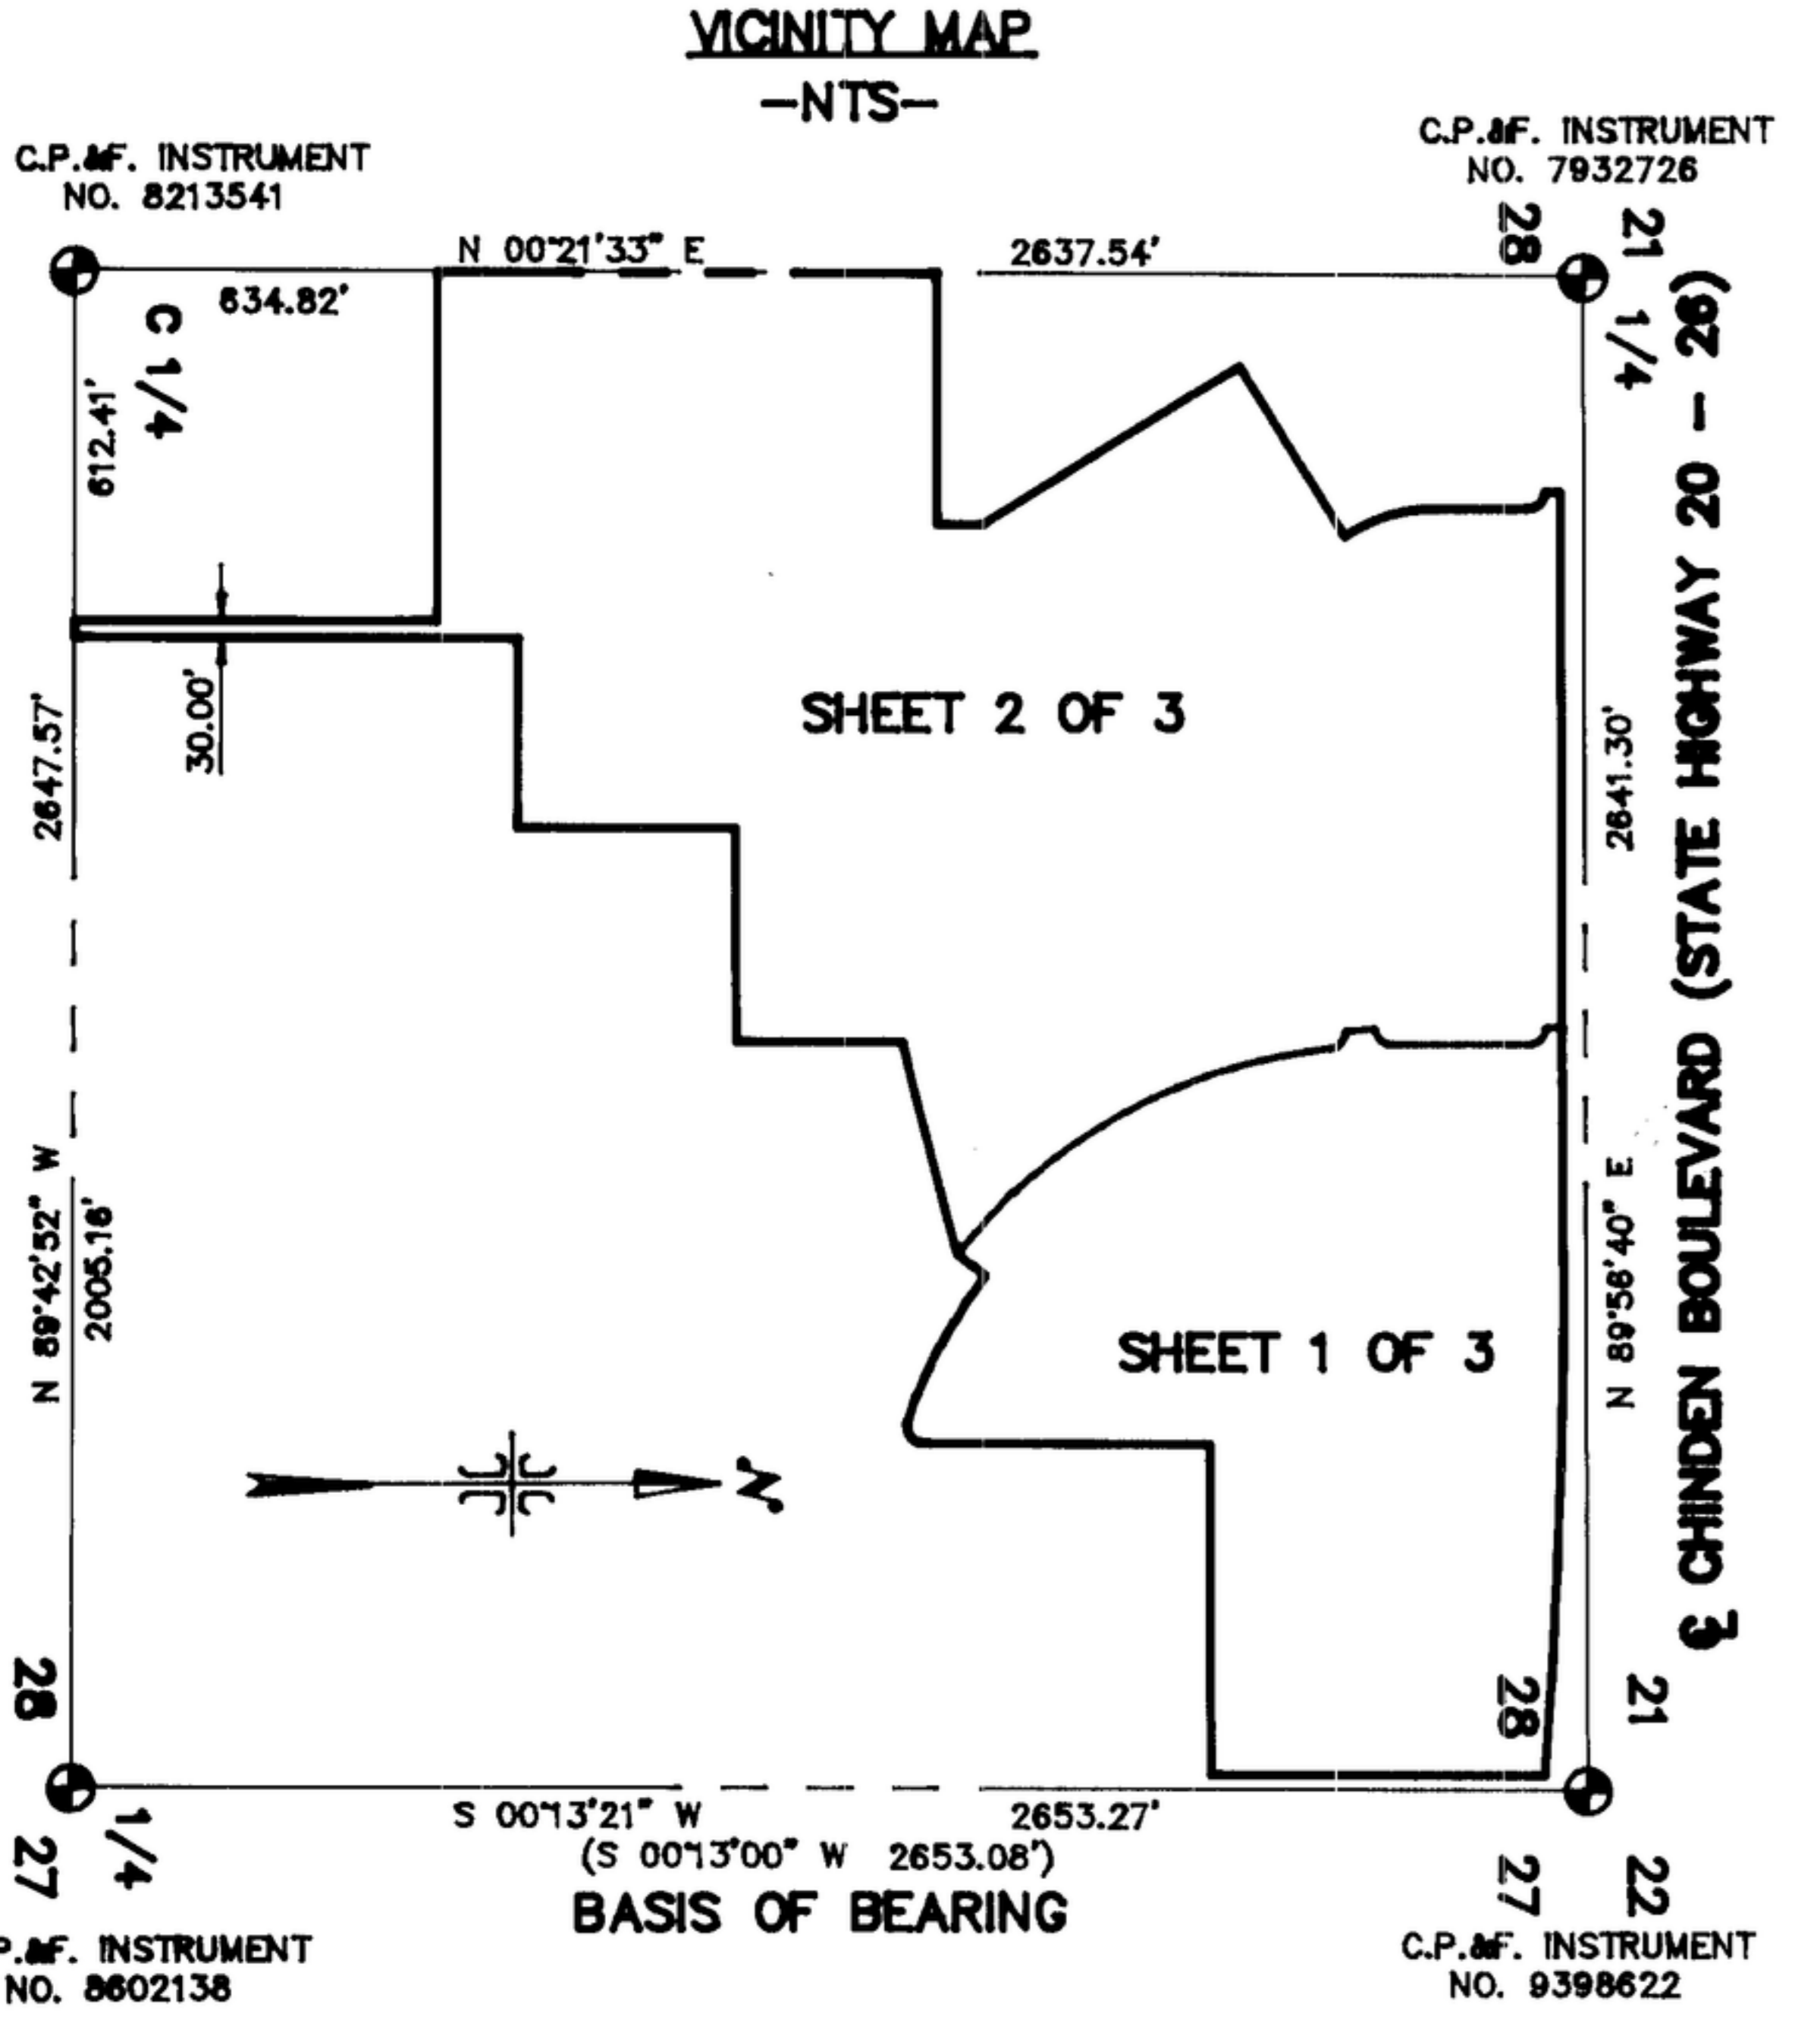 VICINITY MAP
-NTS-
C.P.&F. INSTRUMENT
NO. 8213541
C.P.&F. INSTRUMENT
NO. 7932726
28
21
1/4
N 00°21'33" E
2637.54'
634.82'
C 1/4
612.41'
30.00'
2647.57'
N 89°42'52" W
2005.16'
SHEET 2 OF 3
2641.30'
N 89°56'40" E
CHINDEN BOULEVARD (STATE HIGHWAY 20 - 26)
SHEET 1 OF 3
N
3
28
1/4
27
28
21
27
22
S 00°13'21" W
2653.27'
(S 00°13'00" W 2653.08')
BASIS OF BEARING
P.&F. INSTRUMENT
NO. 8602138
C.P.&F. INSTRUMENT
NO. 9398622